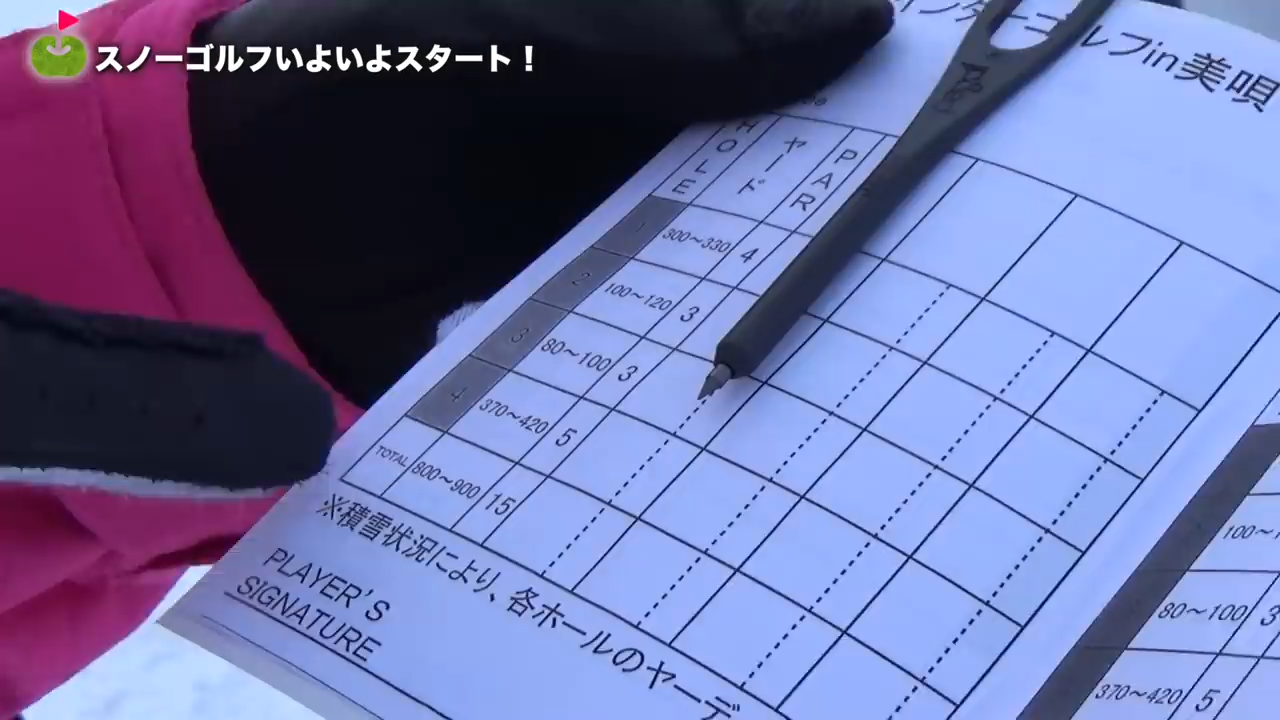 スノーゴルフいよいよスタート！
ゴルフin美唄
HOLE ヤード PAR
1 300～330 4
2 100～120 3
3 80～100 3
4 370～420 5
TOTAL 800～900 15
※積雪状況により、各ホールのヤーデ
PLAYER'S
SIGNATURE
100～
80～100 3
370～420 5